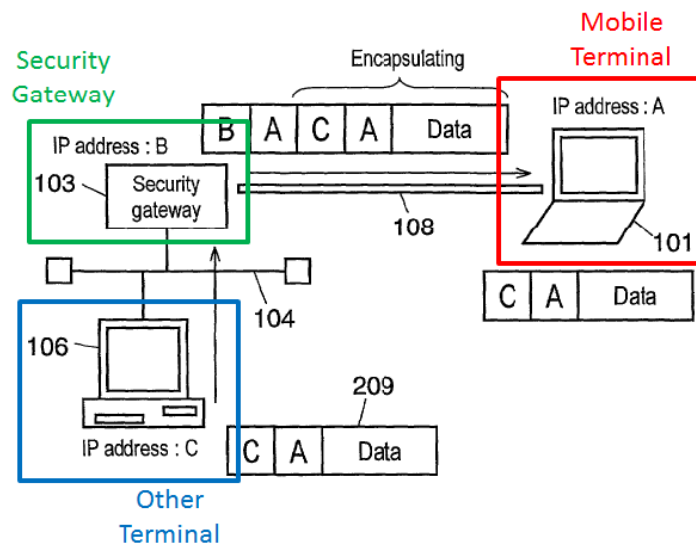 Mobile
Terminal
Security
Gateway
Encapsulating
B A C A Data
IP address : A
IP address : B
103
Security
gateway
108
101
C A Data
104
106
209
IP address : C
C A Data
Other
Terminal